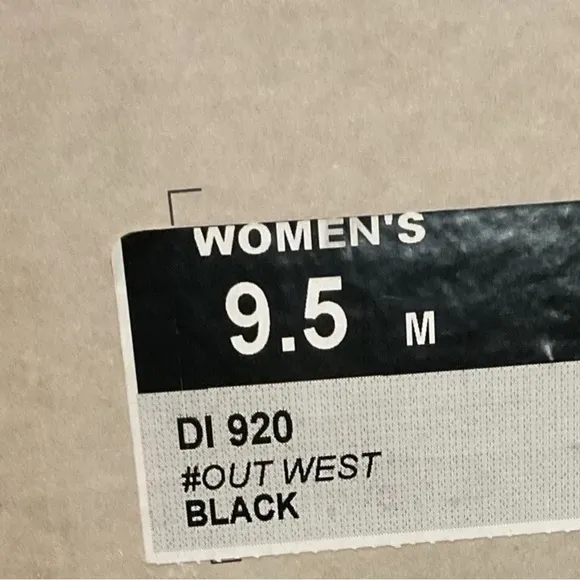 WOMEN'S
9.5 M
DI 920
#OUT WEST
BLACK